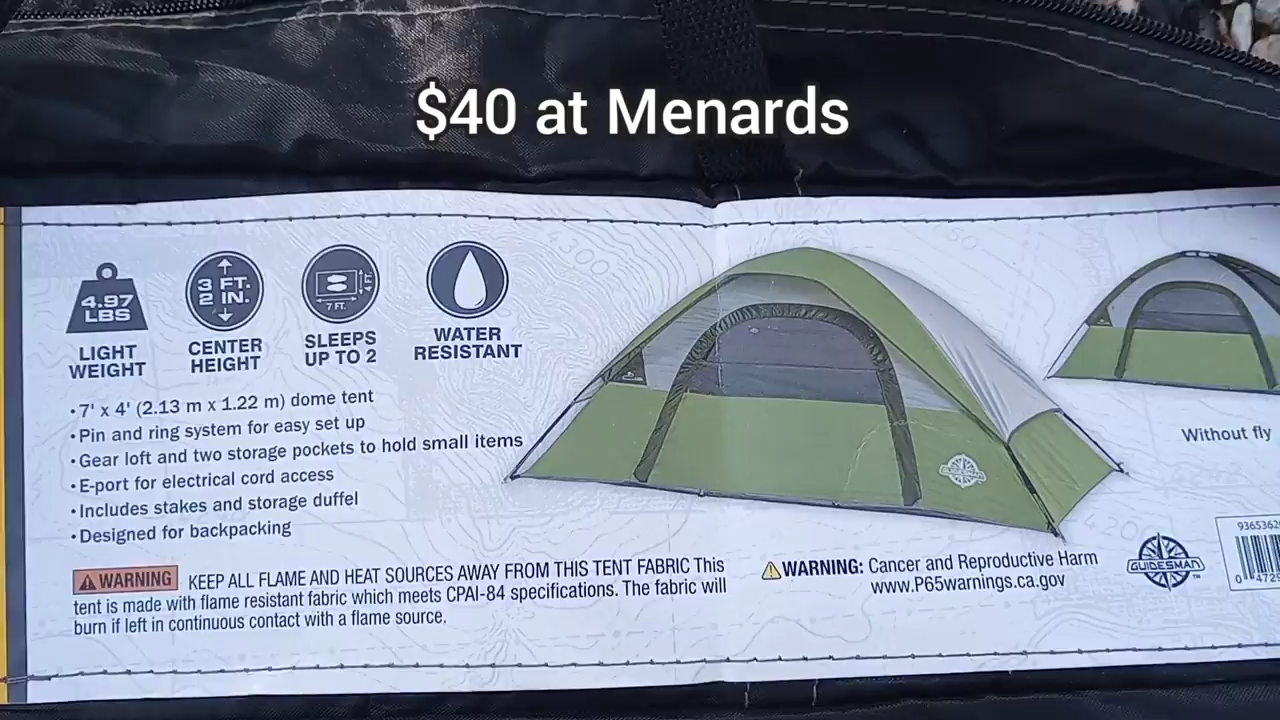 $40 at Menards
4.97
LBS
LIGHT
WEIGHT
3 FT.
2 IN.
CENTER
HEIGHT
4 FT.
7 FT.
SLEEPS
UP TO 2
WATER
RESISTANT
• 7' x 4' (2.13 m x 1.22 m) dome tent
• Pin and ring system for easy set up
• Gear loft and two storage pockets to hold small items
• E-port for electrical cord access
• Includes stakes and storage duffel
• Designed for backpacking
WARNING KEEP ALL FLAME AND HEAT SOURCES AWAY FROM THIS TENT FABRIC This
tent is made with flame resistant fabric which meets CPAI-84 specifications. The fabric will
burn if left in continuous contact with a flame source.
GUIDESMAN
Without fly
WARNING: Cancer and Reproductive Harm
www.P65warnings.ca.gov
GUIDESMAN™
4300
4200